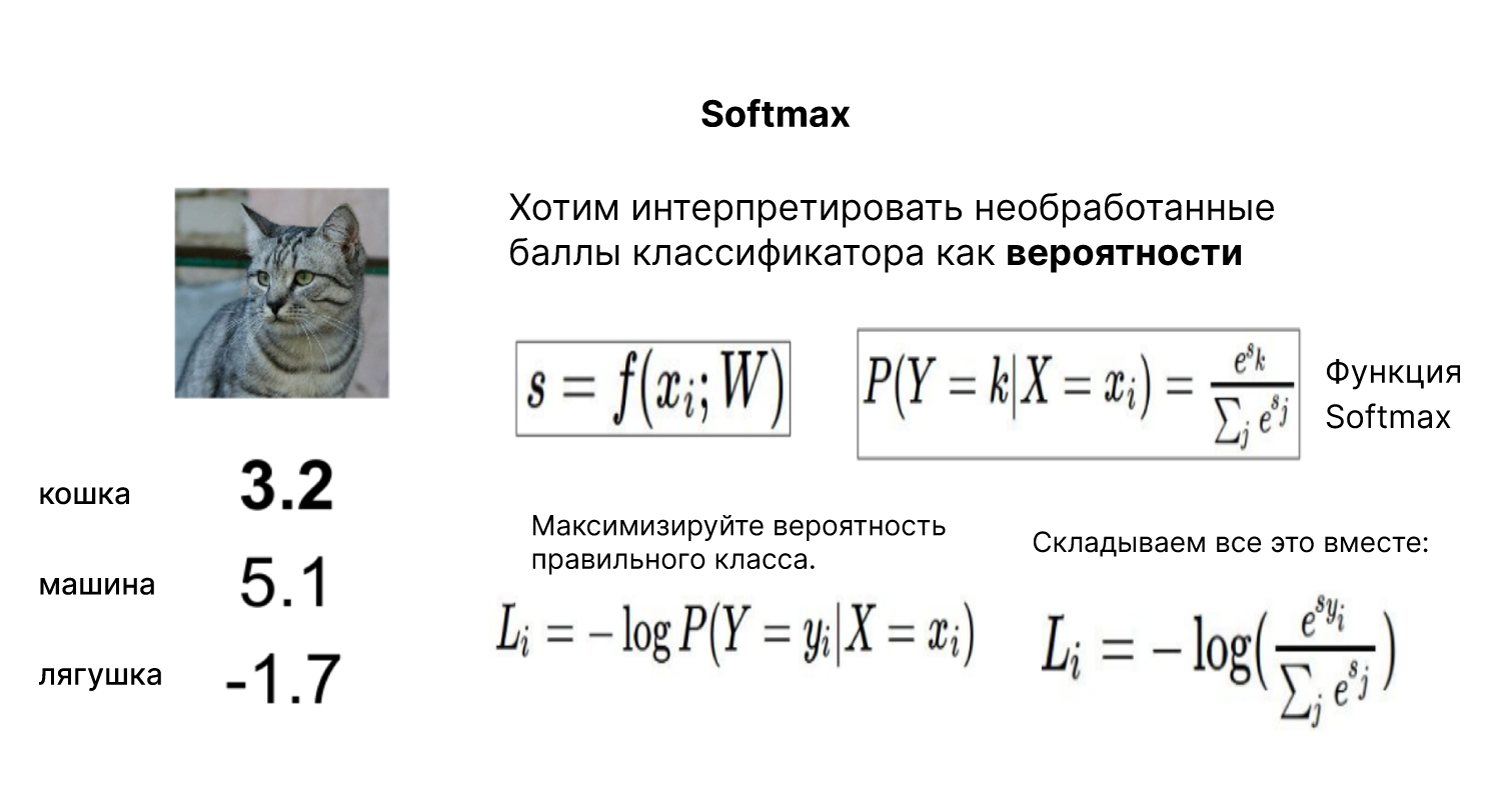 Softmax
Хотим интерпретировать необработанные
баллы классификатора как вероятности
s = f(x_i; W)
P(Y = k|X = x_i) = \frac{e^{s_k}}{\sum_j e^{s_j}}
Функция
Softmax
кошка 3.2
машина 5.1
лягушка -1.7
Максимизируйте вероятность
правильного класса.
L_i = -\log P(Y = y_i|X = x_i)
Складываем все это вместе:
L_i = -\log(\frac{e^{s_{y_i}}}{\sum_j e^{s_j}})